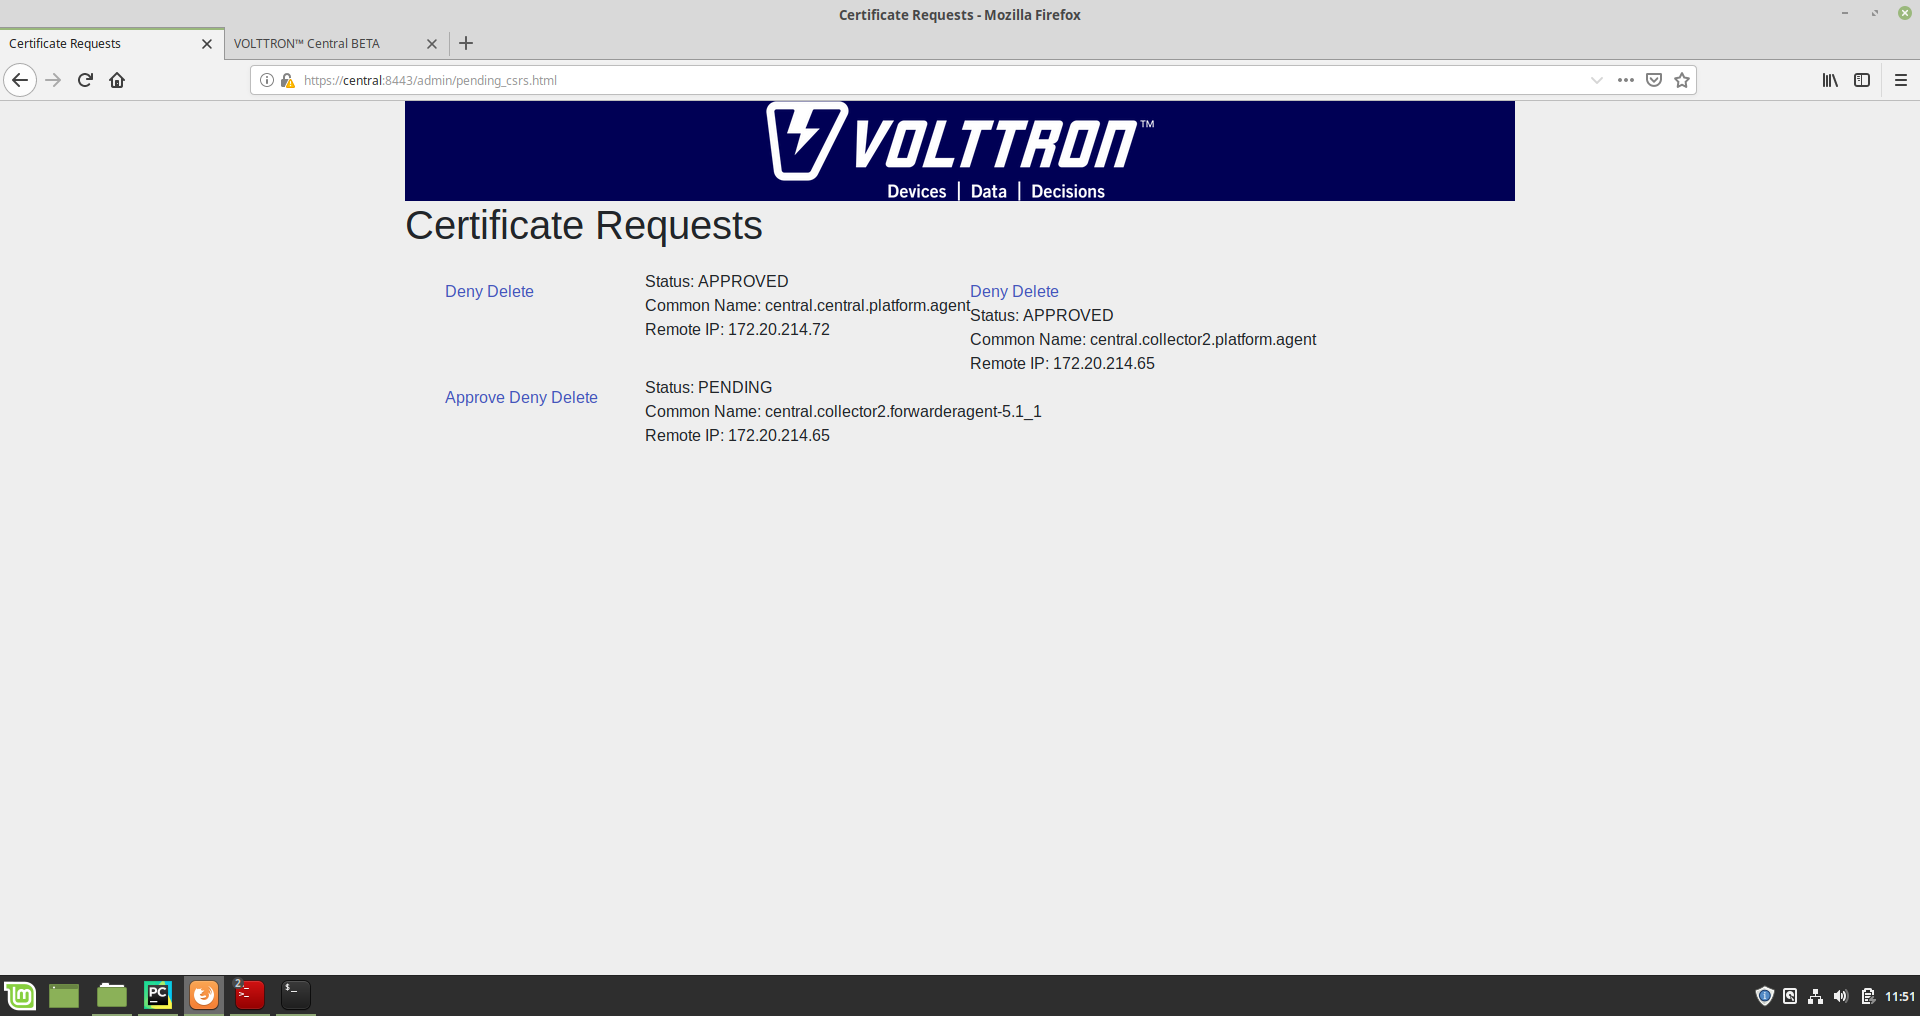 Certificate Requests - Mozilla Firefox
Certificate Requests
VOLTTRON™ Central BETA
https://central:8443/admin/pending_csrs.html
VOLTTRON™
Devices | Data | Decisions
Certificate Requests
Deny Delete
Status: APPROVED
Common Name: central.central.platform.agent
Remote IP: 172.20.214.72
Deny Delete
Status: APPROVED
Common Name: central.collector2.platform.agent
Remote IP: 172.20.214.65
Approve Deny Delete
Status: PENDING
Common Name: central.collector2.forwarderagent-5.1_1
Remote IP: 172.20.214.65
PC
2
>_
$_
11:51